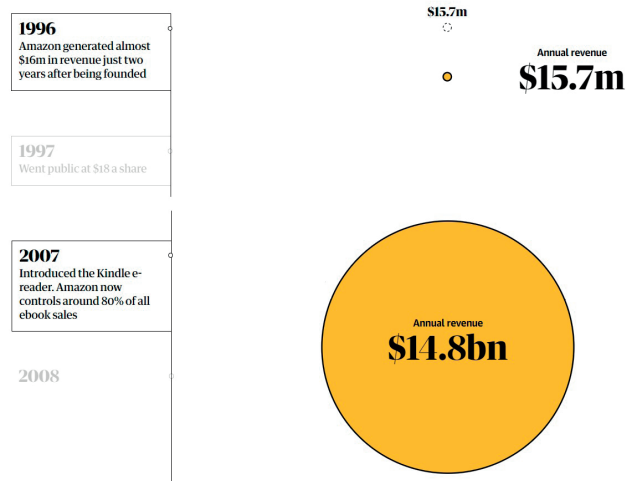 1996
Amazon generated almost
$16m in revenue just two
years after being founded
$15.7m
Annual revenue
$15.7m
1997
Went public at $18 a share
2007
Introduced the Kindle e-
reader. Amazon now
controls around 80% of all
ebook sales
Annual revenue
$14.8bn
2008